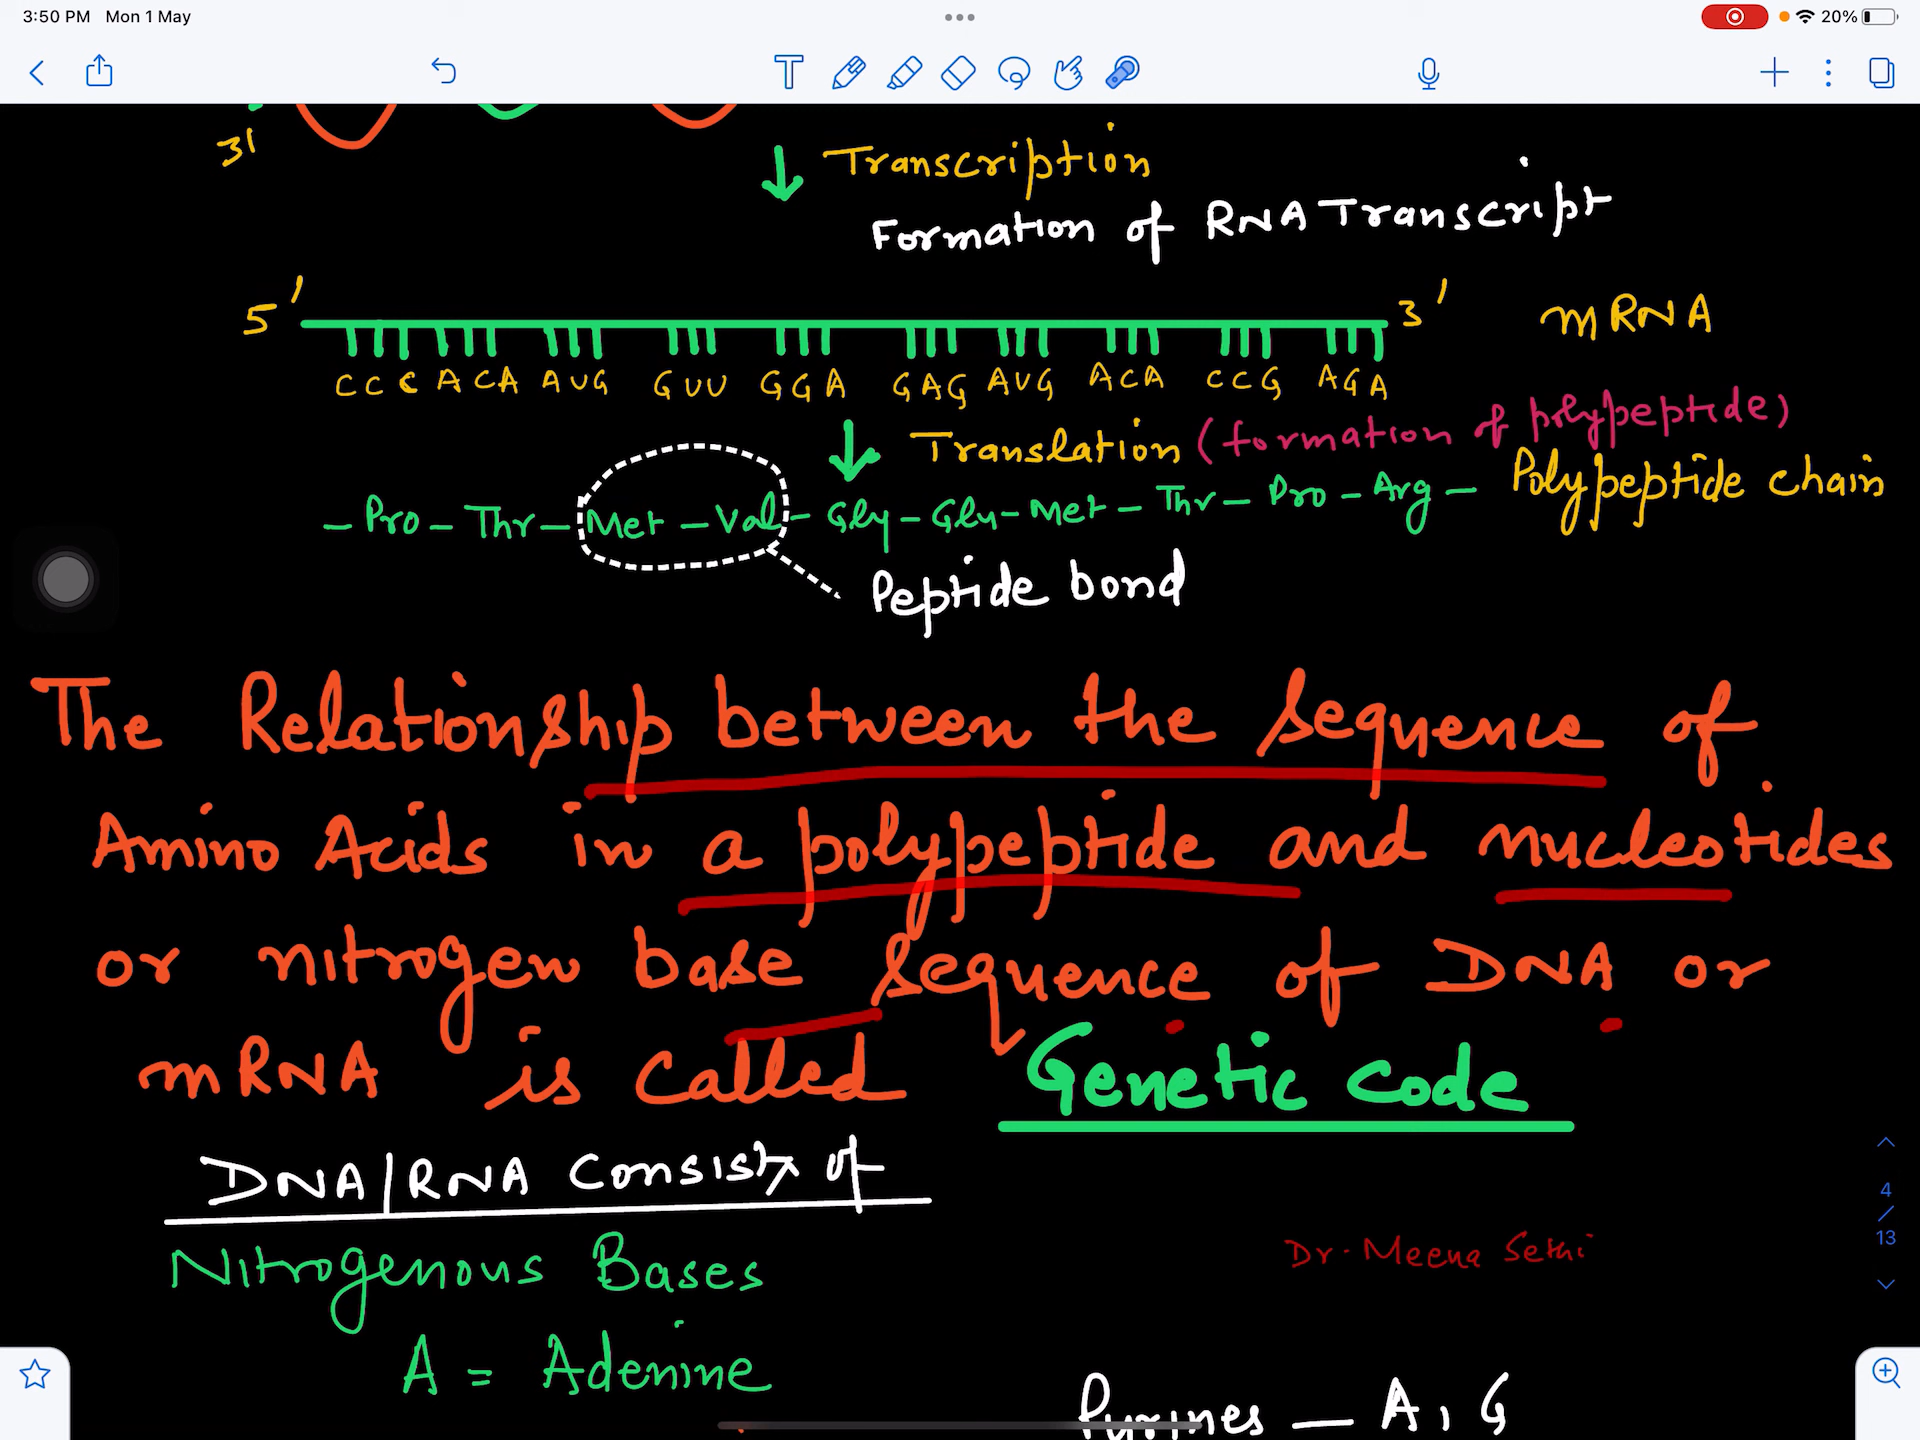 3:50 PM Mon 1 May
20%
3'
Transcription
Formation of RNA Transcript
5' 3' mRNA
CCC ACA AUG GUU GGA GAG AUG ACA CCG AGA
Translation (formation of polypeptide)
- Pro - Thr - Met - Val - Gly - Glu - Met - Thr - Pro - Arg - Polypeptide chain
Peptide bond
The Relationship between the sequence of
Amino Acids in a polypeptide and nucleotides
or nitrogen base sequence of DNA or
mRNA is called Genetic code
DNA/RNA Consists of
Nitrogenous Bases
Dr. Meena Sethi
4
/
13
A = Adenine
Purines - A, G